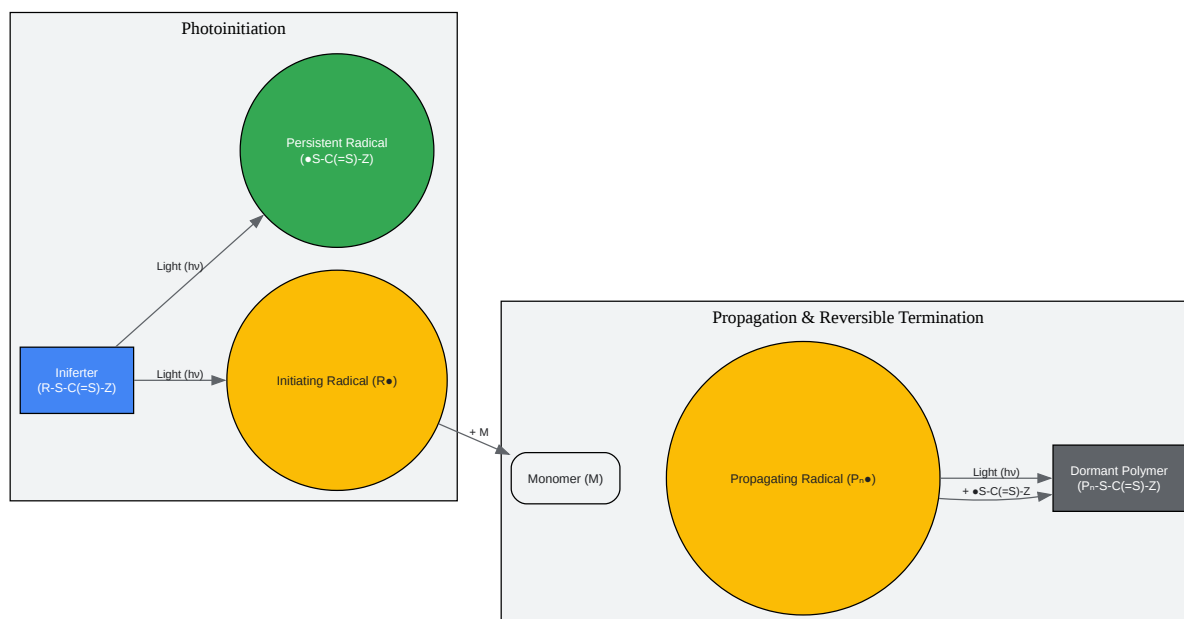 Photoinitiation
Persistent Radical
(●S-C(=S)-Z)
Light (hν)
Iniferter
(R-S-C(=S)-Z)
Light (hν)
Initiating Radical (R●)
+ M
Propagation & Reversible Termination
Monomer (M)
Propagating Radical (Pₙ●)
Light (hν)
+ ●S-C(=S)-Z
Dormant Polymer
(Pₙ-S-C(=S)-Z)